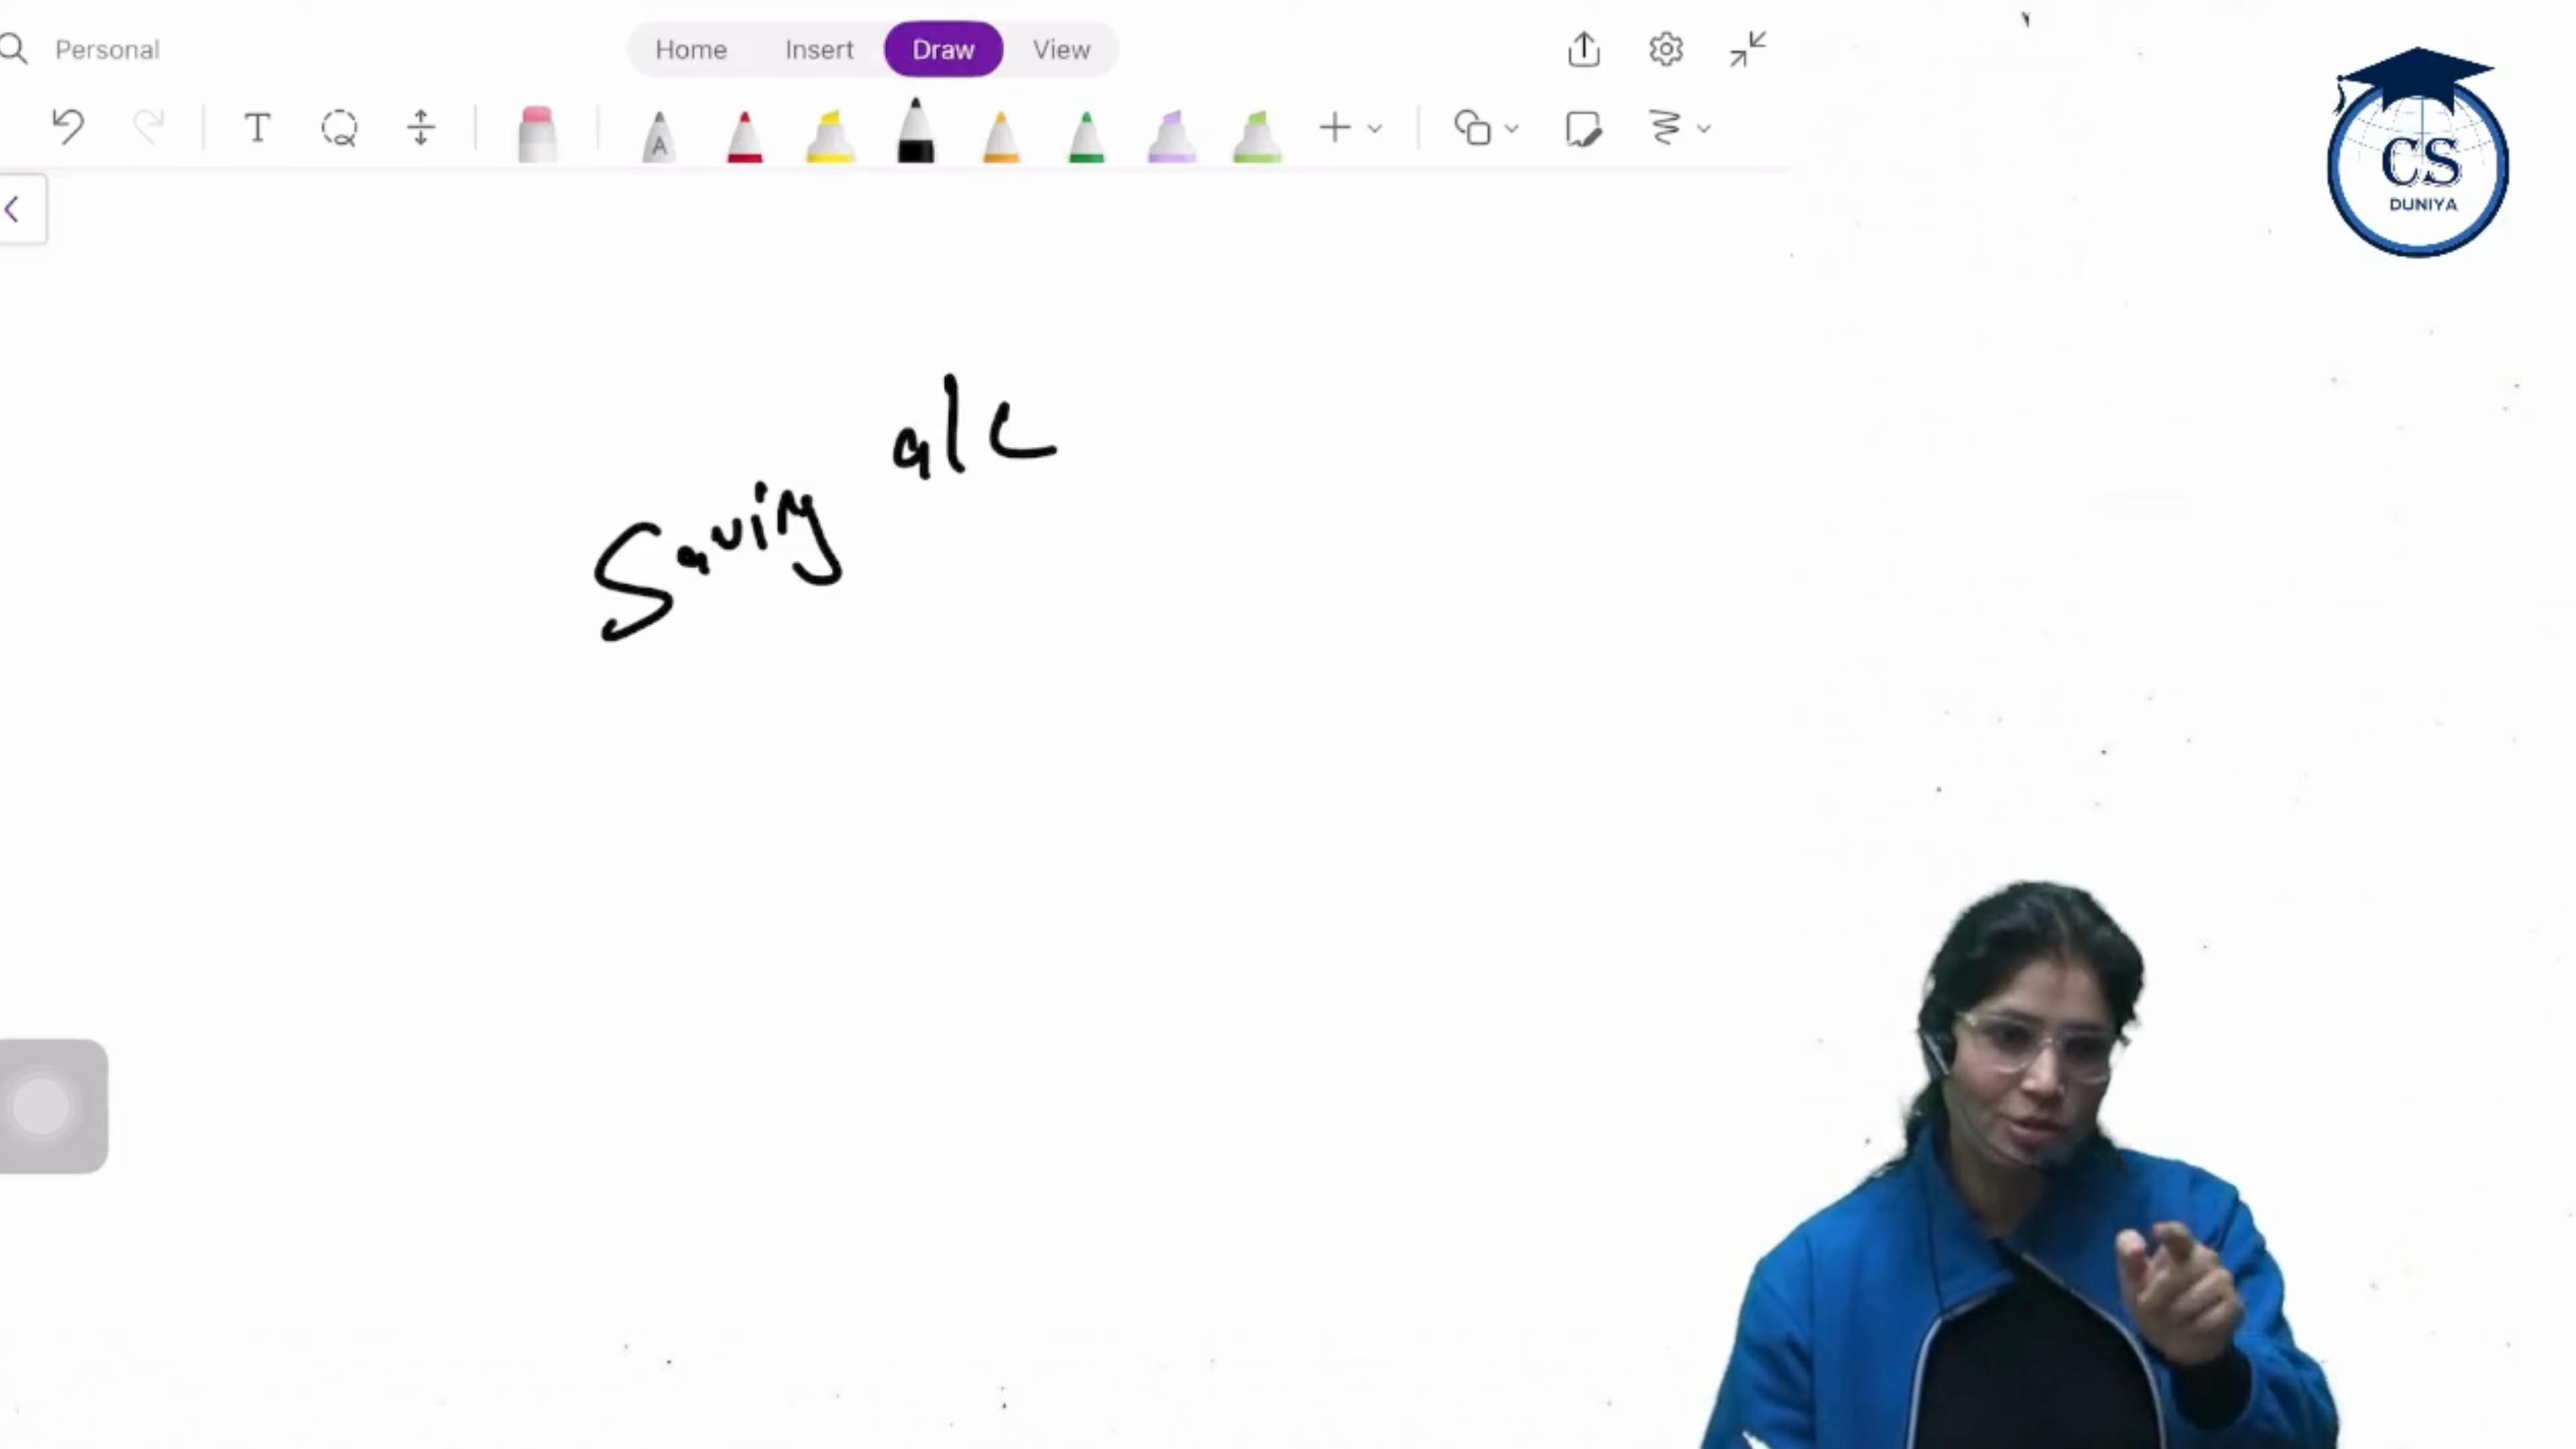 Personal
Home Insert Draw View
T
A
CS
DUNIYA
Saving a/c